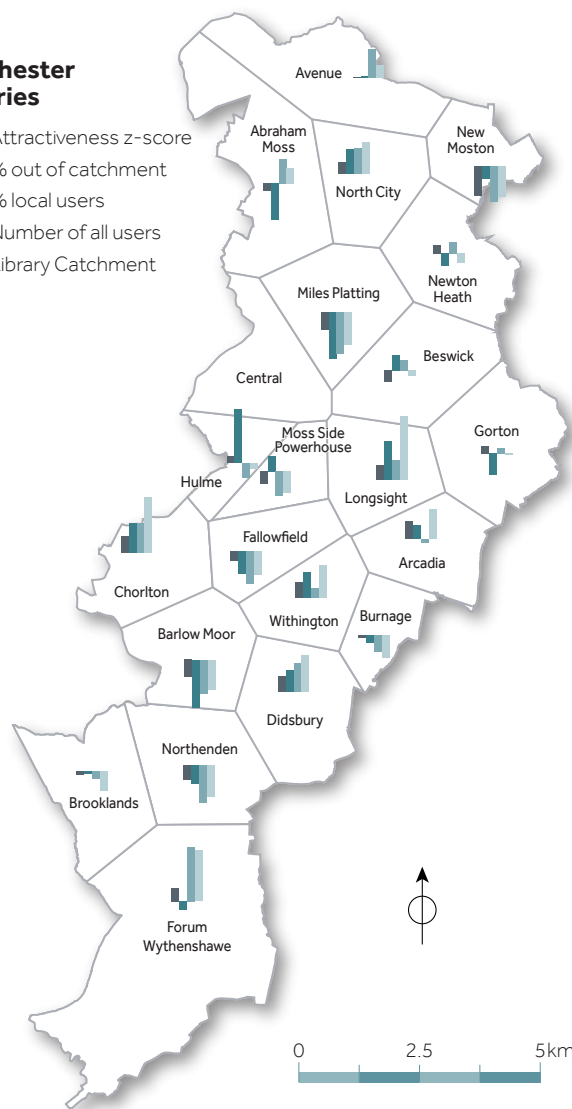 hester
ries
Attractiveness z-score
% out of catchment
% local users
Number of all users
Library Catchment
Avenue
Abraham
Moss
North City
New
Moston
Newton
Heath
Miles Platting
Beswick
Central
Gorton
Moss Side
Powerhouse
Hulme
Longsight
Fallowfield
Arcadia
Chorlton
Withington
Burnage
Barlow Moor
Didsbury
Northenden
Brooklands
Forum
Wythenshawe
0 2.5 5km